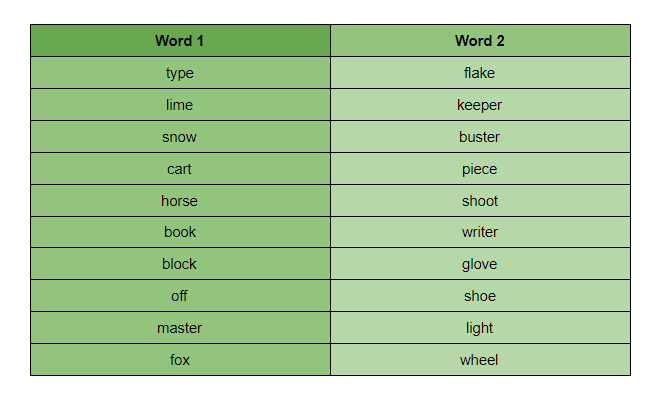 Word 1 Word 2
type flake
lime keeper
snow buster
cart piece
horse shoot
book writer
block glove
off shoe
master light
fox wheel